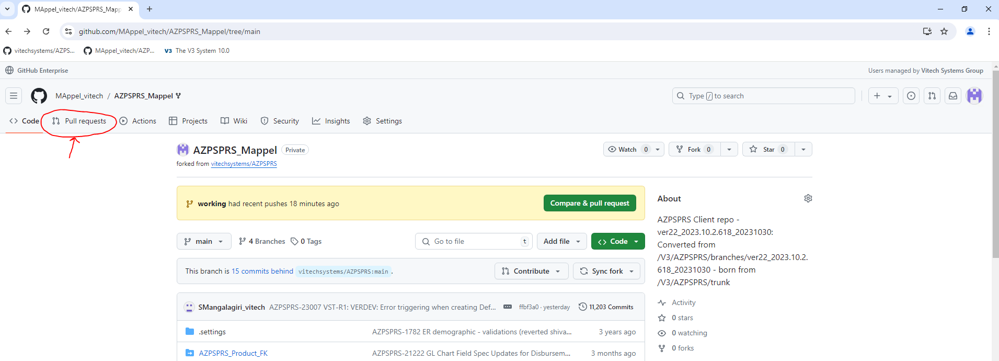 MAppel_vitech/AZPSPRS_Mapp
github.com/MAppel_vitech/AZPSPRS_Mappel/tree/main
vitechsystems/AZPS... MAppel_vitech/AZP... V3 The V3 System 10.0
GitHub Enterprise Users managed by Vitech Systems Group
MAppel_vitech / AZPSPRS_Mappel Type / to search
Code Pull requests Actions Projects Wiki Security Insights Settings
AZPSPRS_Mappel Private Watch 0 Fork 0 Star 0
forked from vitechsystems/AZPSPRS
working had recent pushes 18 minutes ago Compare & pull request
main 4 Branches 0 Tags Go to file t Add file Code
This branch is 15 commits behind vitechsystems/AZPSPRS:main. Contribute Sync fork
SMangalagiri_vitech AZPSPRS-23007 VST-R1: VERDEV: Error triggering when creating Def... ffbf3a0 · yesterday 11,203 Commits
.settings AZPSPRS-1782 ER demographic - validations (reverted shiva... 3 years ago
AZPSPRS_Product_FK AZPSPRS-21222 GL Chart Field Spec Updates for Disbursem... 3 months ago
About
AZPSPRS Client repo -
ver22_2023.10.2.618_20231030:
Converted from
/V3/AZPSPRS/branches/ver22_2023.10.2.
618_20231030 - born from
/V3/AZPSPRS/trunk
Activity
0 stars
0 watching
0 forks